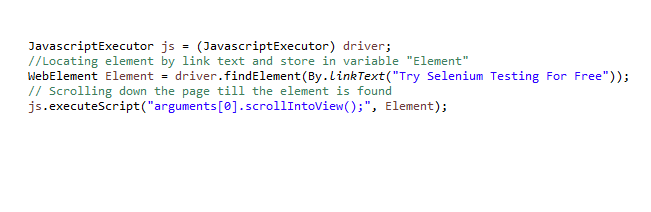 JavascriptExecutor js = (JavascriptExecutor) driver;
//Locating element by link text and store in variable "Element"
WebElement Element = driver.findElement(By.linkText("Try Selenium Testing For Free"));
// Scrolling down the page till the element is found
js.executeScript("arguments[0].scrollIntoView();", Element);